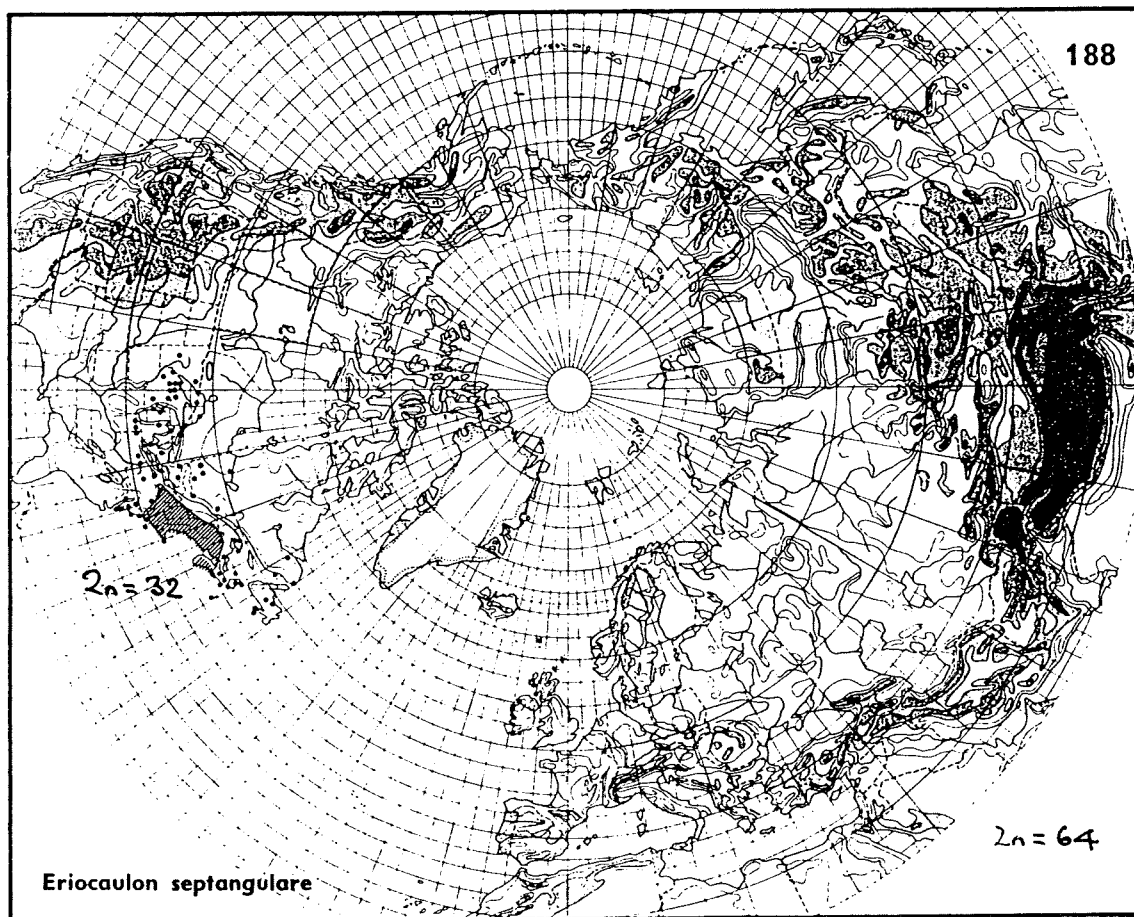 188
2n = 32
2n = 64
Eriocaulon septangulare